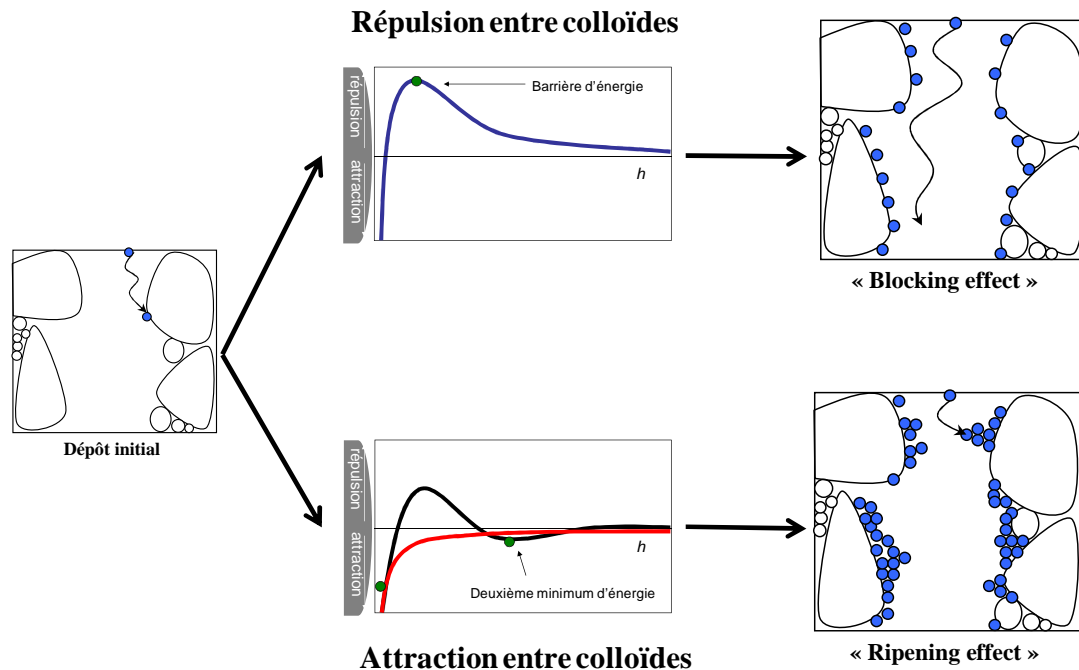 Répulsion entre colloïdes
répulsion
attraction
Barrière d'énergie
h
« Blocking effect »
Dépôt initial
répulsion
attraction
h
Deuxième minimum d'énergie
Attraction entre colloïdes
« Ripening effect »